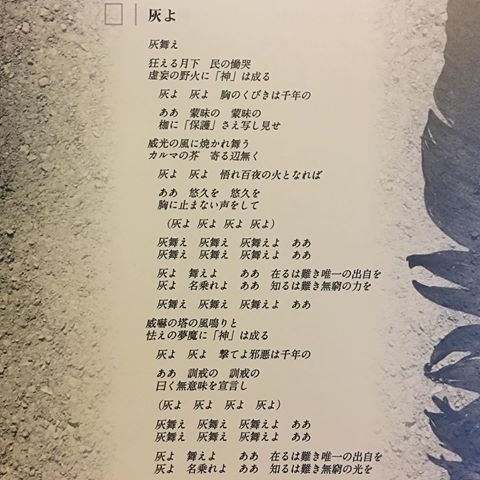 灰よ
灰舞え
狂える月下　民の慟哭
虚妄の野火に「神」は成る
灰よ　灰よ　胸のくびきは千年の
ああ　蒙昧の　蒙昧の
枷に「保護」さえ写し見せ
威光の風に焼かれ舞う
カルマの芥　寄る辺無く
灰よ　灰よ　悟れ百夜の火となれば
ああ　悠久を　悠久を
胸に止まない声をして
（灰よ 灰よ 灰よ 灰よ）
灰舞え　灰舞え　灰舞えよ　ああ
灰舞え　灰舞え　灰舞えよ　ああ
灰よ　舞えよ　　ああ　在るは難き唯一の出自を
灰よ　名乗れよ　ああ　知るは難き無窮の力を
灰舞え　灰舞え　灰舞えよ　ああ
威嚇の塔の風鳴りと
怯えの夢魔に「神」は成る
灰よ　灰よ　撃てよ邪悪は千年の
ああ　訓戒の　訓戒の
曰く無意味を宣言し
（灰よ　灰よ　灰よ　灰よ）
灰舞え　灰舞え　灰舞えよ　ああ
灰舞え　灰舞え　灰舞えよ　ああ
灰よ　舞えよ　　ああ　在るは難き唯一の出自を
灰よ　名乗れよ　ああ　知るは難き無窮の光を